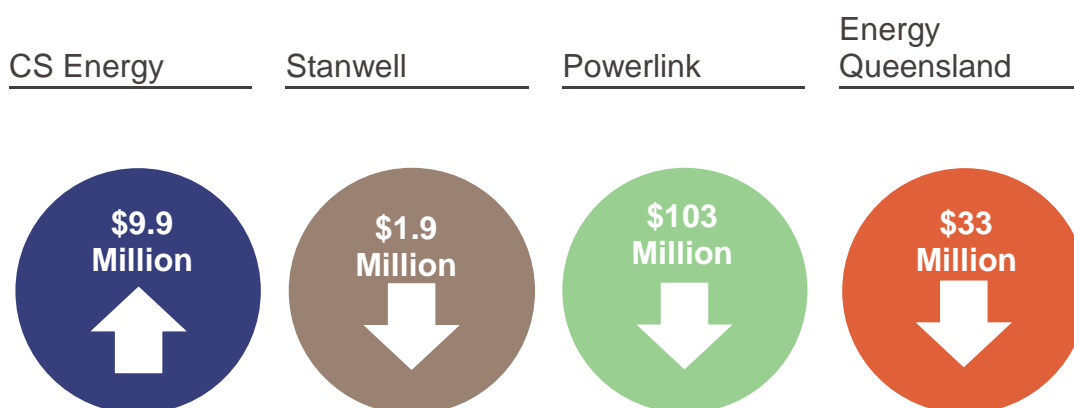 CS Energy
Stanwell
Powerlink
Energy
Queensland
$9.9
Million
$1.9
Million
$103
Million
$33
Million